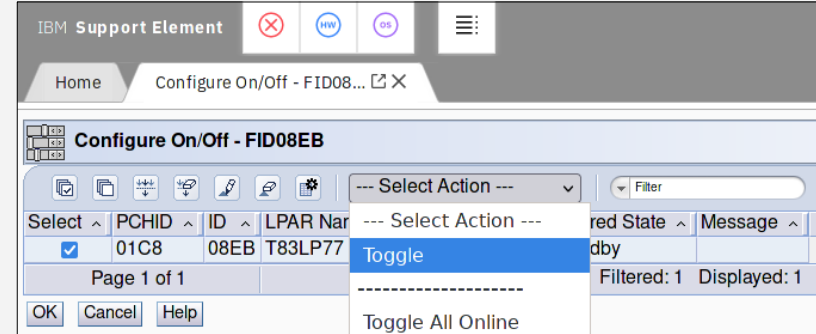 IBM Support Element HW OS
Home Configure On/Off - FID08... 
Configure On/Off - FID08EB
--- Select Action --- Filter
Select PCHID ID LPAR Nar red State Message
--- Select Action ---
01C8 08EB T83LP77 dby
Toggle
Page 1 of 1 Filtered: 1 Displayed: 1
--------------------
OK Cancel Help
Toggle All Online